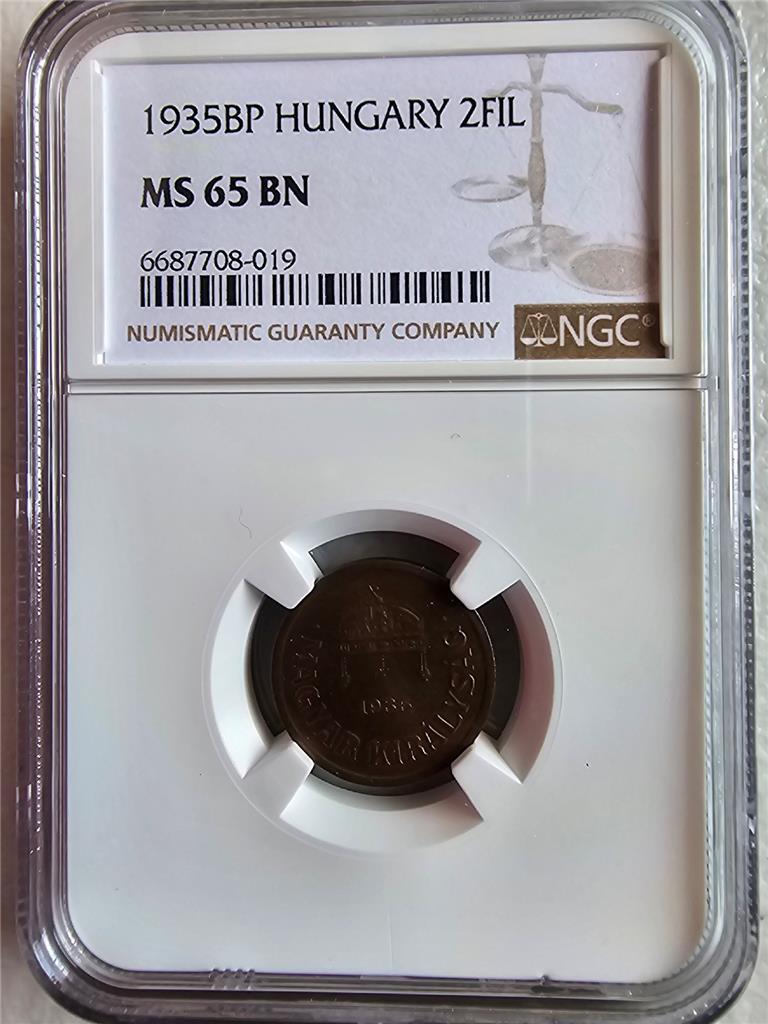 1935BP HUNGARY 2FIL
MS 65 BN
6687708-019
NUMISMATIC GUARANTY COMPANY
NGC®
1935
· MAGYAR KIRÁLYSÁG ·